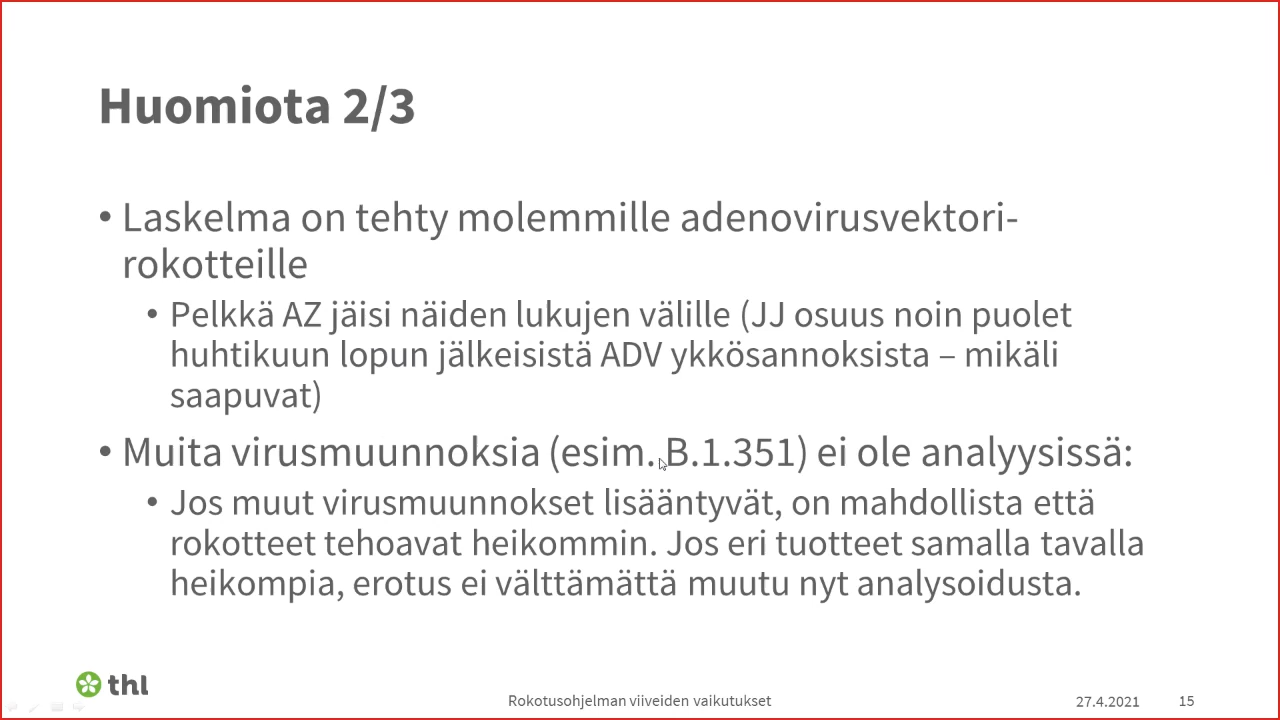 Huomiota 2/3
• Laskelma on tehty molemmille adenovirusvektori-
rokotteille
• Pelkkä AZ jäisi näiden lukujen välille (JJ osuus noin puolet
huhtikuun lopun jälkeisistä ADV ykkösannoksista – mikäli
saapuvat)
• Muita virusmuunnoksia (esim. B.1.351) ei ole analyysissä:
• Jos muut virusmuunnokset lisääntyvät, on mahdollista että
rokotteet tehoavat heikommin. Jos eri tuotteet samalla tavalla
heikompia, erotus ei välttämättä muutu nyt analysoidusta.
thl
Rokotusohjelman viiveiden vaikutukset
27.4.2021
15